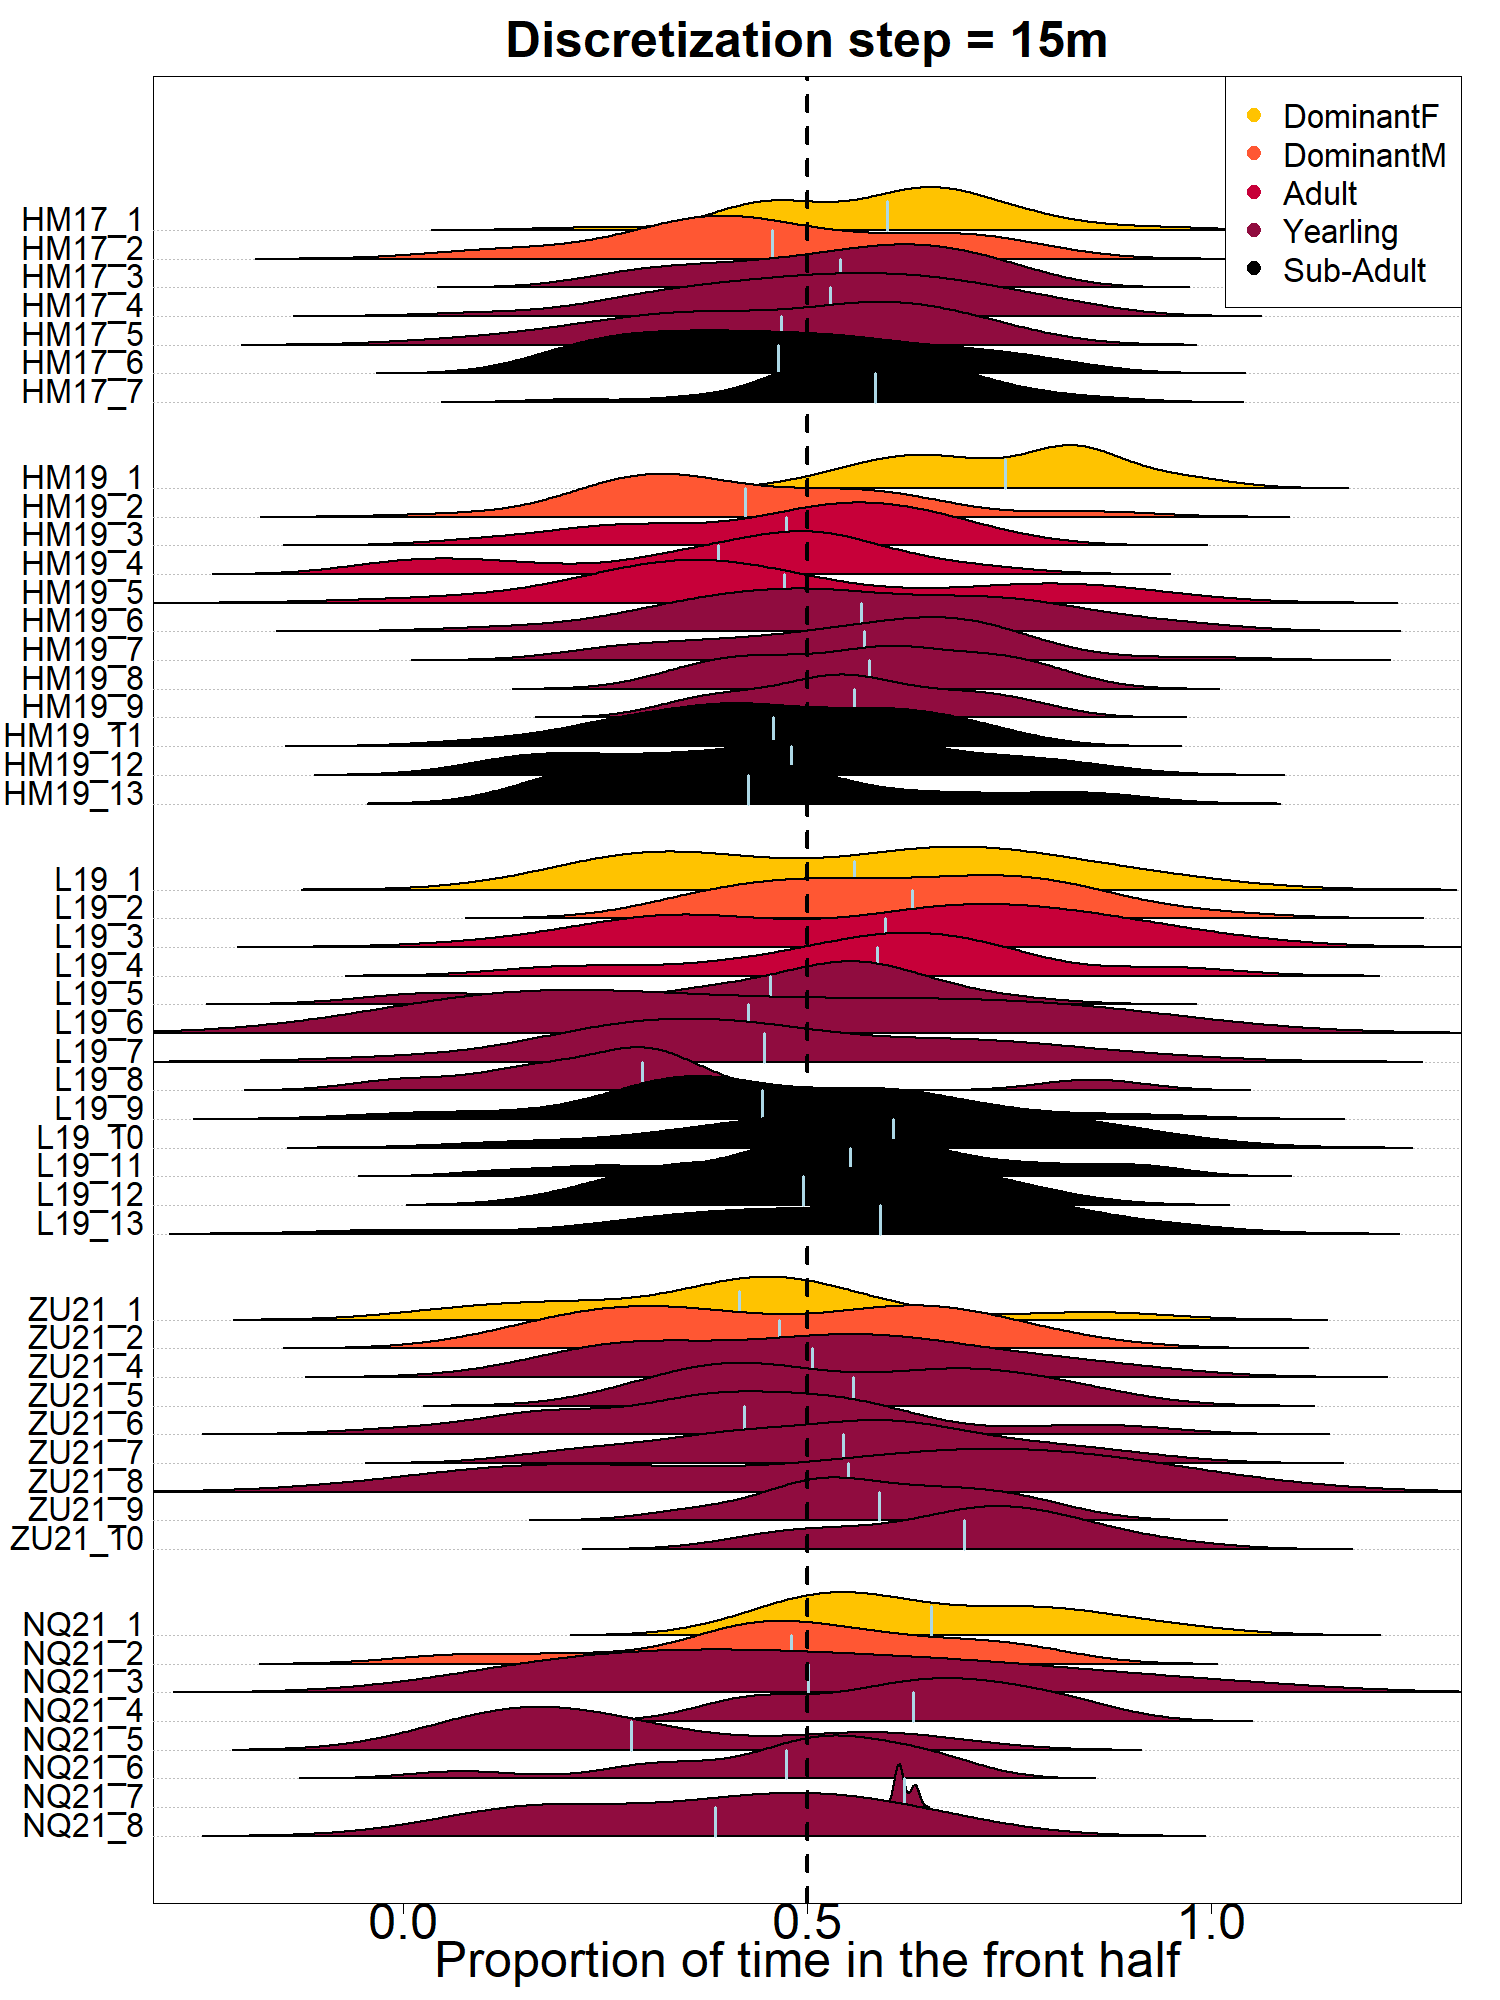 Discretization step = 15m
DominantF
DominantM
Adult
Yearling
Sub-Adult
HM17_1
HM17_2
HM17_3
HM17_4
HM17_5
HM17_6
HM17_7
HM19_1
HM19_2
HM19_3
HM19_4
HM19_5
HM19_6
HM19_7
HM19_8
HM19_9
HM19_11
HM19_12
HM19_13
L19_1
L19_2
L19_3
L19_4
L19_5
L19_6
L19_7
L19_8
L19_9
L19_10
L19_11
L19_12
L19_13
ZU21_1
ZU21_2
ZU21_4
ZU21_5
ZU21_6
ZU21_7
ZU21_8
ZU21_9
ZU21_10
NQ21_1
NQ21_2
NQ21_3
NQ21_4
NQ21_5
NQ21_6
NQ21_7
NQ21_8
0.0 0.5 1.0
Proportion of time in the front half